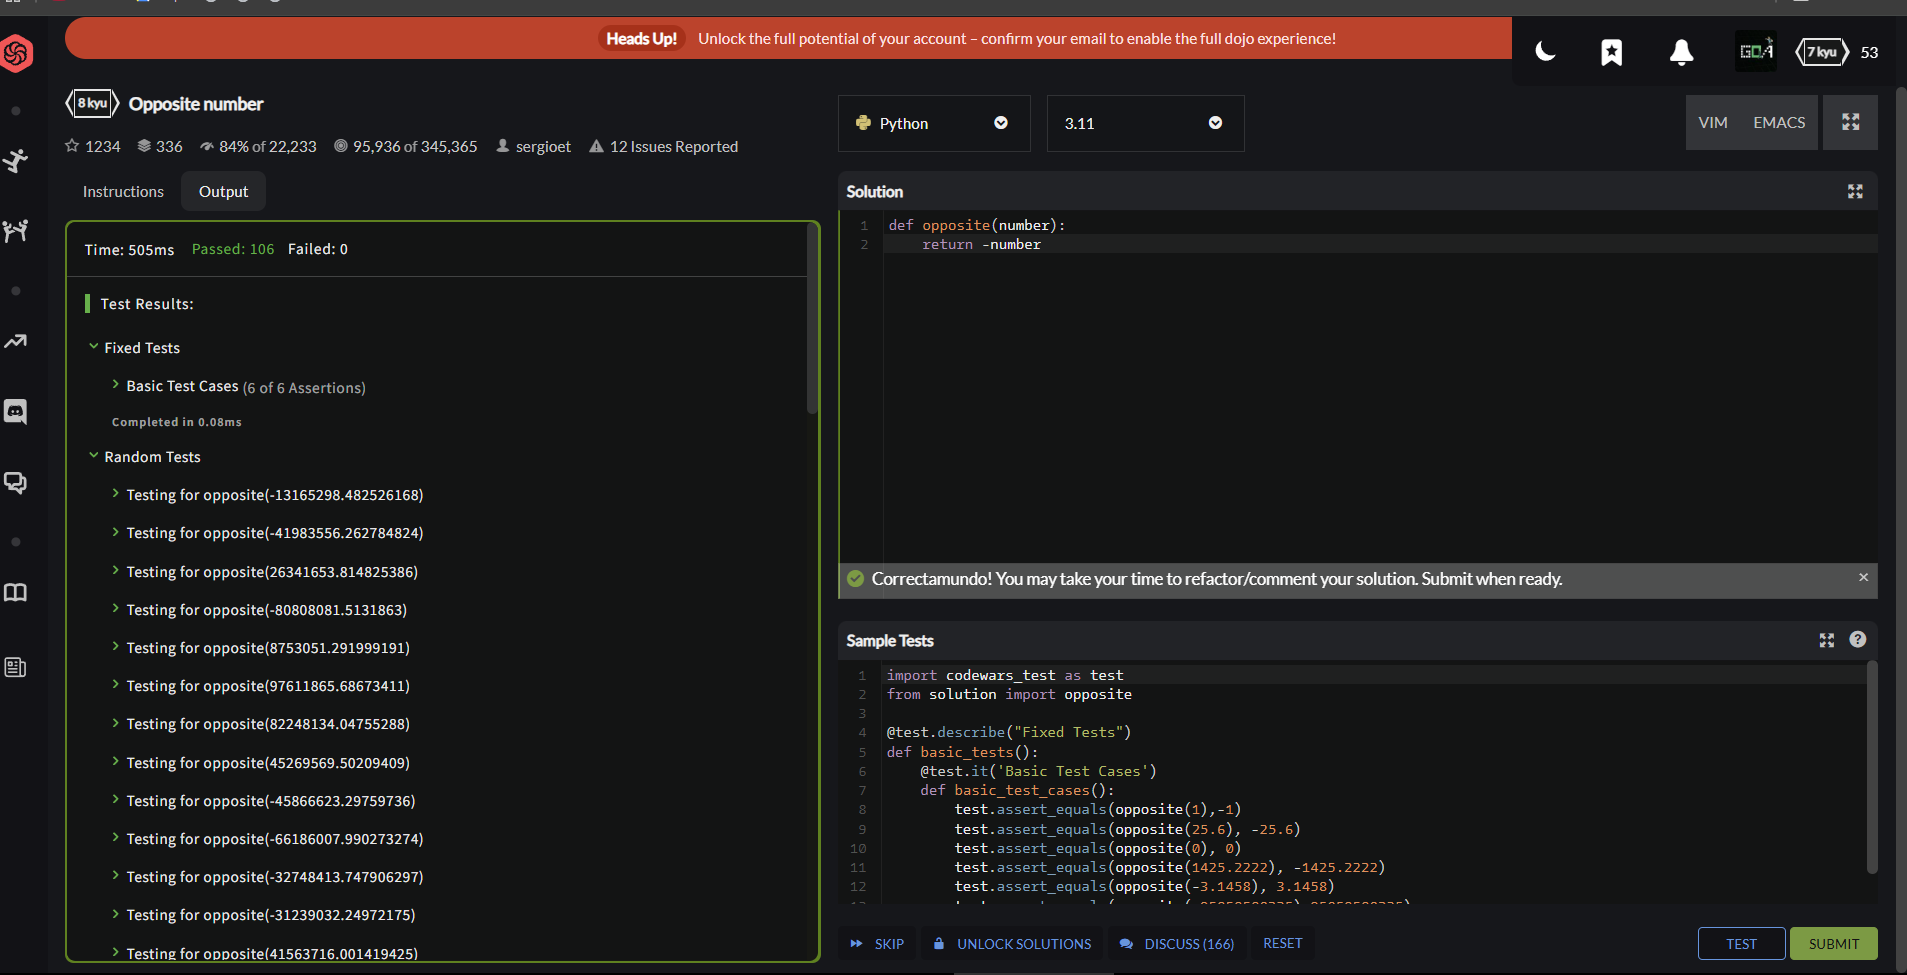 Heads Up! Unlock the full potential of your account – confirm your email to enable the full dojo experience!
GOA 7 kyu 53
8 kyu Opposite number
1234 336 84% of 22,233 95,936 of 345,365 sergioet 12 Issues Reported
Instructions Output
Time: 505ms Passed: 106 Failed: 0
Test Results:
Fixed Tests
Basic Test Cases (6 of 6 Assertions)
Completed in 0.08ms
Random Tests
Testing for opposite(-13165298.482526168)
Testing for opposite(-41983556.262784824)
Testing for opposite(26341653.814825386)
Testing for opposite(-80808081.5131863)
Testing for opposite(8753051.291999191)
Testing for opposite(97611865.68673411)
Testing for opposite(82248134.04755288)
Testing for opposite(45269569.50209409)
Testing for opposite(-45866623.29759736)
Testing for opposite(-66186007.990273274)
Testing for opposite(-32748413.747906297)
Testing for opposite(-31239032.24972175)
Testing for opposite(41563716.001419425)
Python 3.11 VIM EMACS
Solution
1 def opposite(number):
2     return -number
Correctamundo! You may take your time to refactor/comment your solution. Submit when ready. ×
Sample Tests
1 import codewars_test as test
2 from solution import opposite
3
4 @test.describe("Fixed Tests")
5 def basic_tests():
6     @test.it('Basic Test Cases')
7     def basic_test_cases():
8         test.assert_equals(opposite(1),-1)
9         test.assert_equals(opposite(25.6), -25.6)
10         test.assert_equals(opposite(0), 0)
11         test.assert_equals(opposite(1425.2222), -1425.2222)
12         test.assert_equals(opposite(-3.1458), 3.1458)
SKIP UNLOCK SOLUTIONS DISCUSS (166) RESET TEST SUBMIT